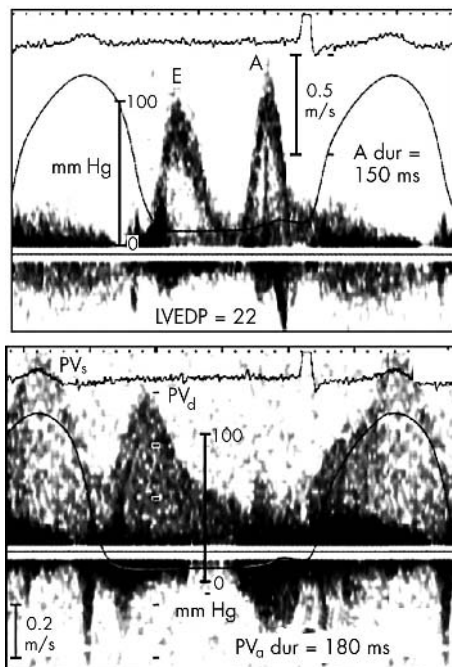 E
A
100
0.5
m/s
mm Hg
A dur =
150 ms
0
LVEDP = 22
PVs
PVd
100
0
mm Hg
0.2
m/s
PVa dur = 180 ms